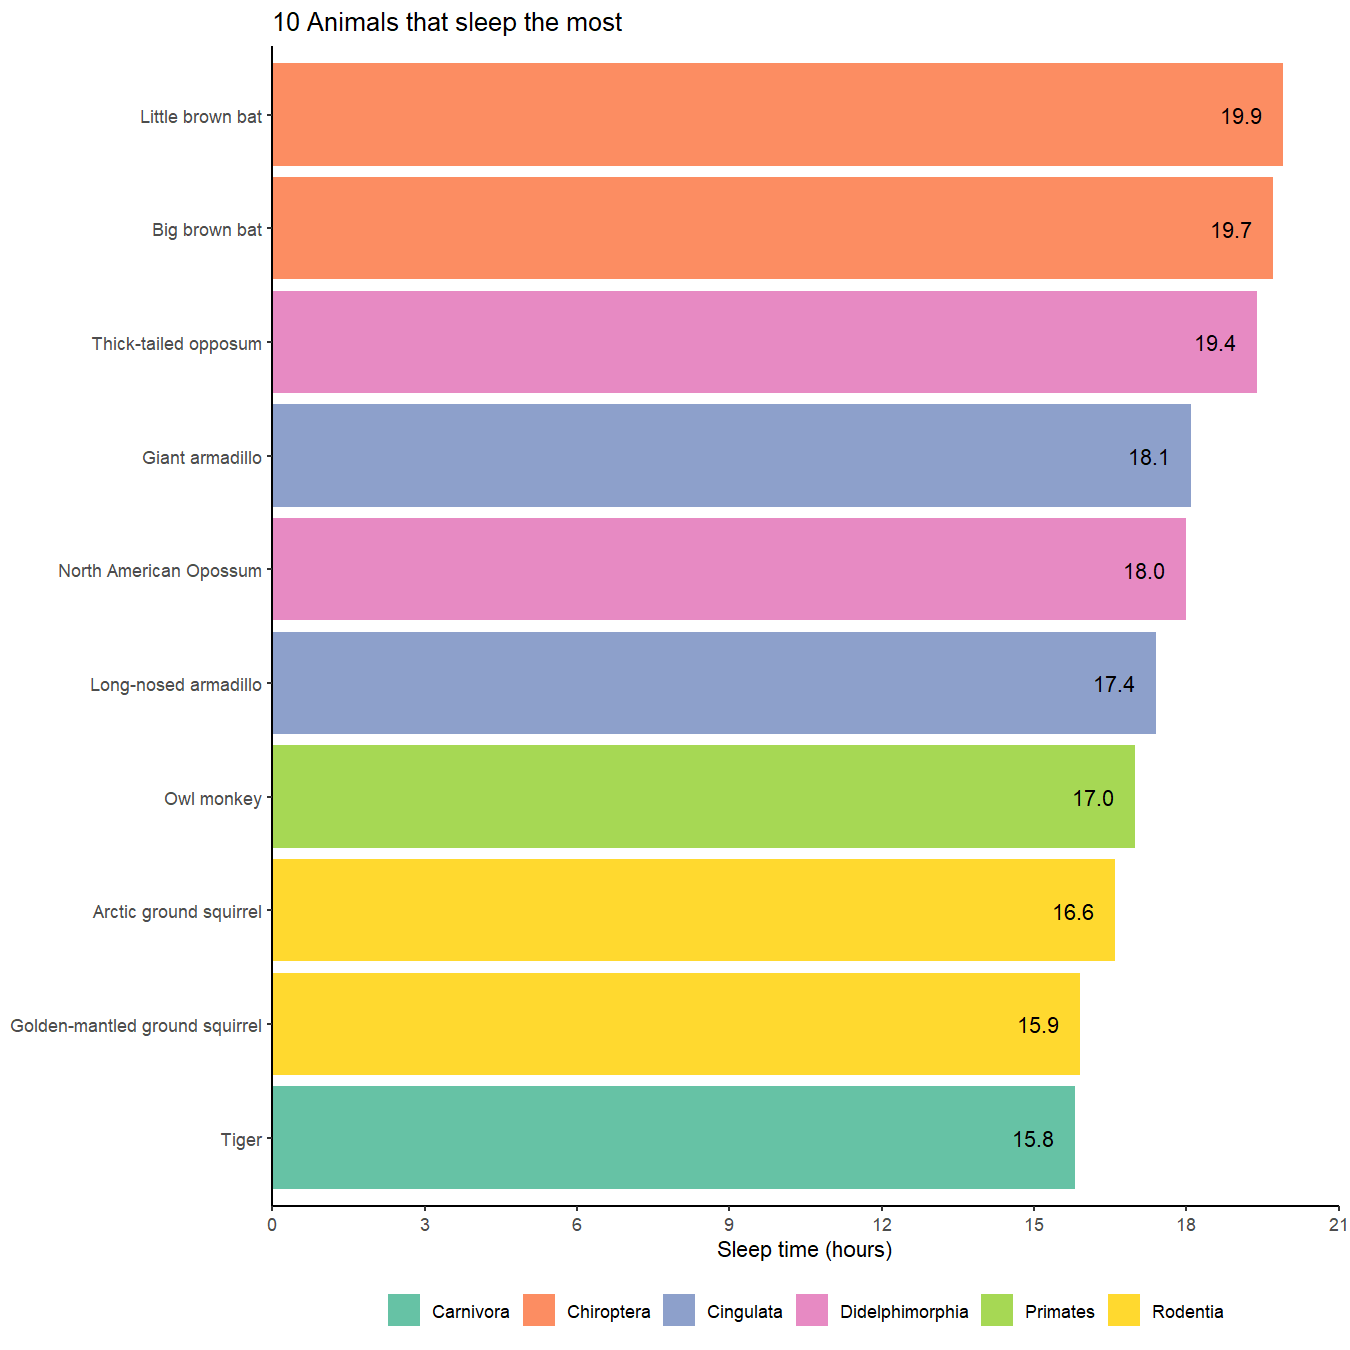 10 Animals that sleep the most
Little brown bat
19.9
Big brown bat
19.7
Thick-tailed opposum
19.4
Giant armadillo
18.1
North American Opossum
18.0
Long-nosed armadillo
17.4
Owl monkey
17.0
Arctic ground squirrel
16.6
Golden-mantled ground squirrel
15.9
Tiger
15.8
0 3 6 9 12 15 18 21
Sleep time (hours)
Carnivora Chiroptera Cingulata Didelphimorphia Primates Rodentia